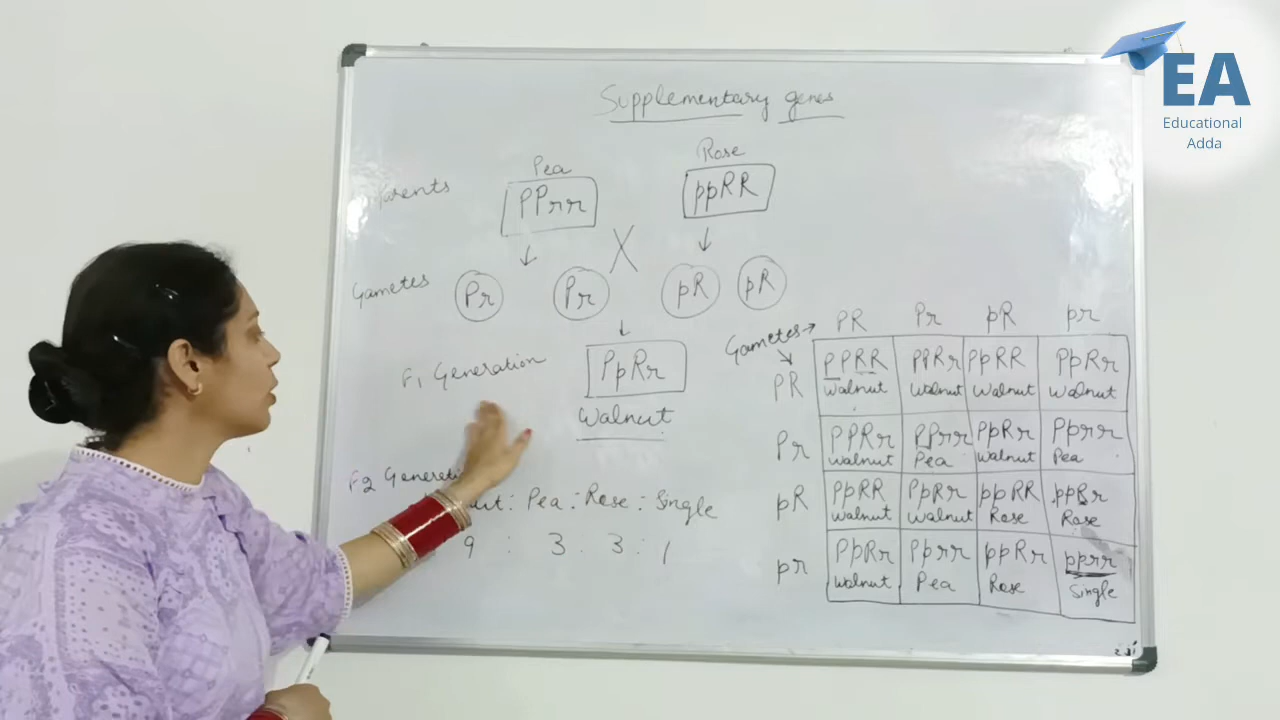 EA
Educational
Adda
Supplementary genes
Pea
Rose
PPrr
ppRR
X
Gametes
Pr
Pr
pR
pR
F1 Generation
PpRr
Walnut
F2 Generation
: Pea : Rose : Single
9 : 3 : 3 : 1
Gametes→
PR Pr pR pr
PR PPRR PPRr PpRR PpRr
Walnut Walnut Walnut Walnut
Pr PPRr PPrr PpRr Pprr
Walnut Pea Walnut Pea
pR PpRR PpRr ppRR ppRr
Walnut Walnut Rose Rose
pr PpRr Pprr ppRr pprr
Walnut Pea Rose Single